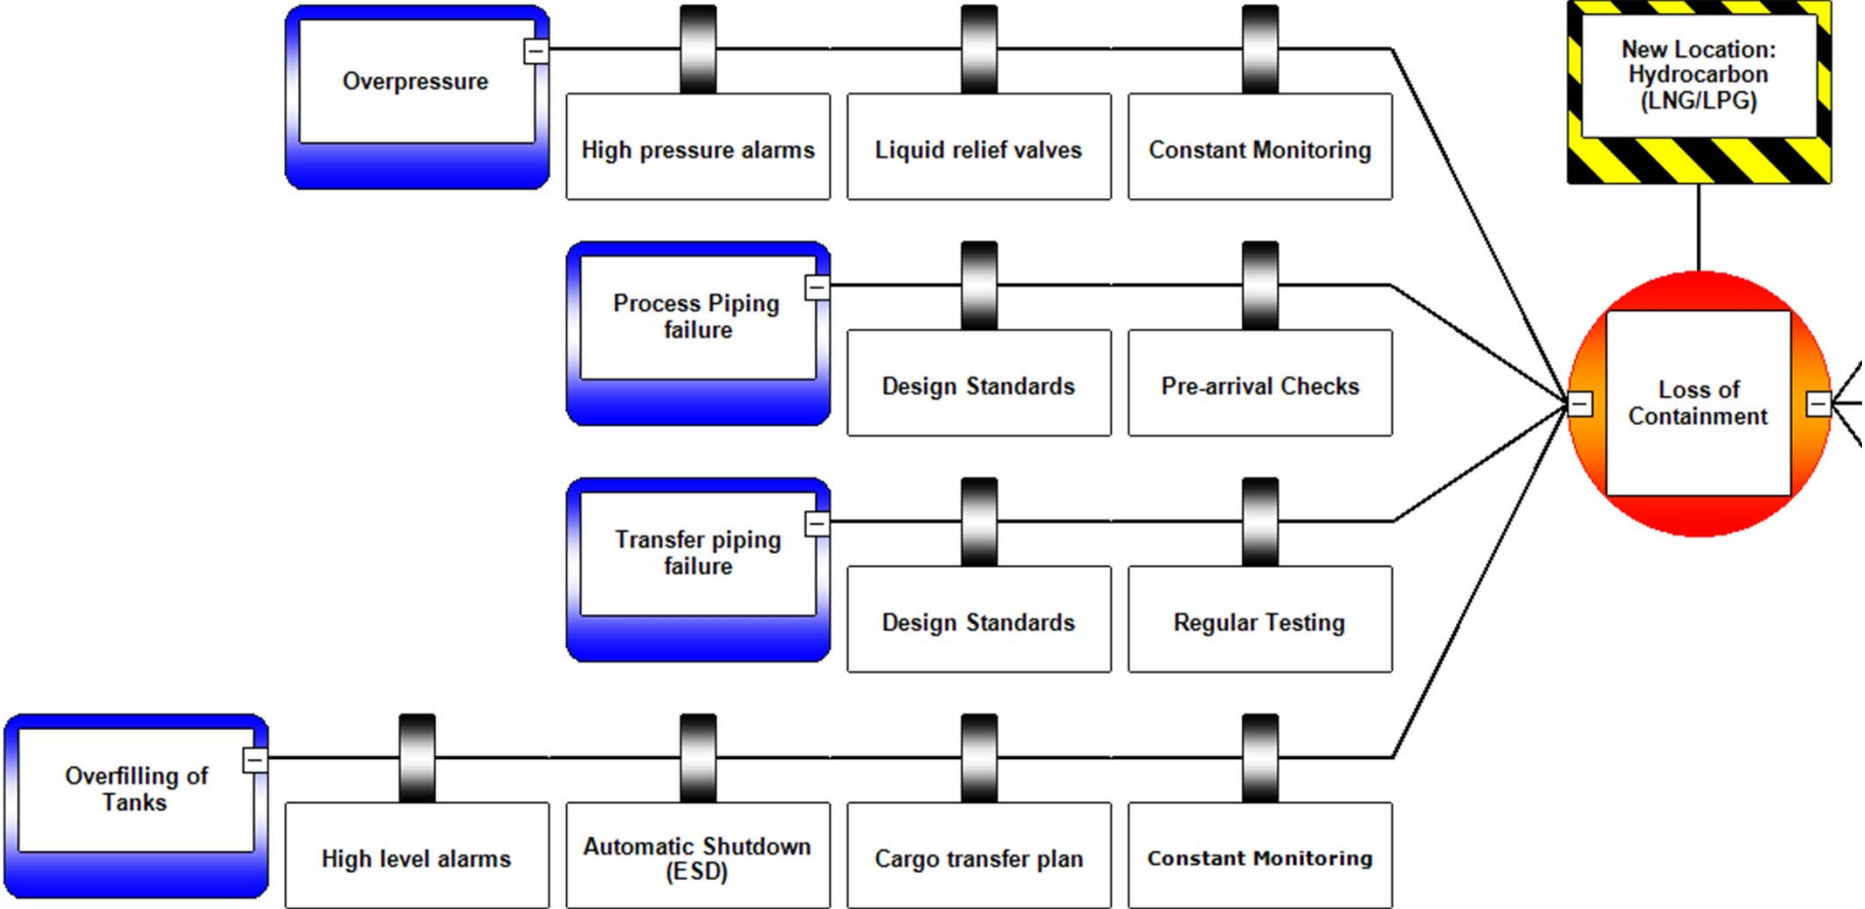 Overpressure
High pressure alarms
Liquid relief valves
Constant Monitoring
New Location:
Hydrocarbon
(LNG/LPG)
Process Piping
failure
Design Standards
Pre-arrival Checks
Loss of
Containment
Transfer piping
failure
Design Standards
Regular Testing
Overfilling of
Tanks
High level alarms
Automatic Shutdown
(ESD)
Cargo transfer plan
Constant Monitoring